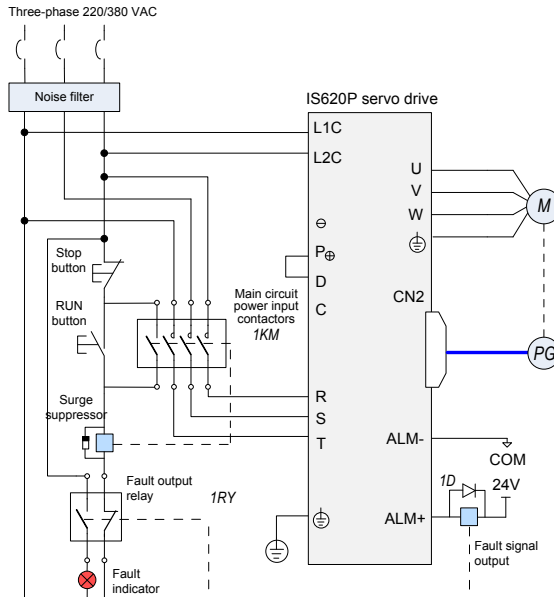 Three-phase 220/380 VAC
Noise filter
IS620P servo drive
L1C
L2C
U
V
W
M
P
D
C
Stop
button
RUN
button
Main circuit
power input
contactors
1KM
CN2
PG
R
S
T
Surge
suppressor
ALM-
COM
Fault output
relay
1RY
1D
24V
ALM+
Fault signal
output
Fault
indicator